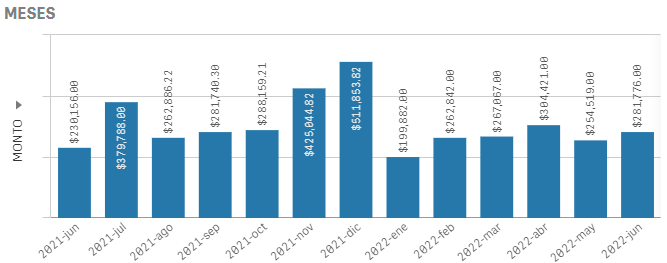 MESES
MONTO
$230,156.00
$379,788.00
$262,886.22
$281,740.30
$288,159.21
$425,044.82
$511,853.82
$199,882.00
$262,842.00
$267,067.00
$304,421.00
$254,519.00
$281,776.00
2021-jun
2021-jul
2021-ago
2021-sep
2021-oct
2021-nov
2021-dic
2022-ene
2022-feb
2022-mar
2022-abr
2022-may
2022-jun